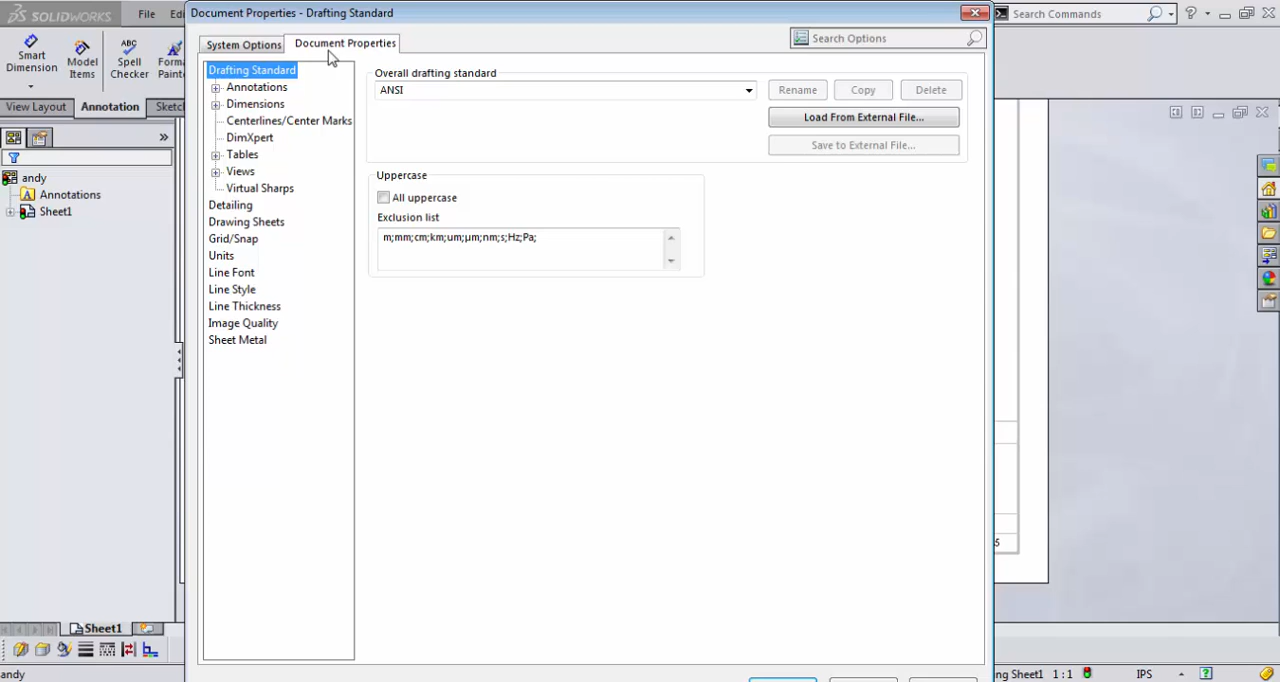 SOLIDWORKS
File
Document Properties - Drafting Standard
Search Commands
Smart Dimension
Model Items
Spell Checker
System Options
Document Properties
Search Options
View Layout
Annotation
andy
Annotations
Sheet1
Drafting Standard
Annotations
Dimensions
Centerlines/Center Marks
DimXpert
Tables
Views
Virtual Sharps
Detailing
Drawing Sheets
Grid/Snap
Units
Line Font
Line Style
Line Thickness
Image Quality
Sheet Metal
Overall drafting standard
ANSI
Rename
Copy
Delete
Load From External File...
Save to External File...
Uppercase
All uppercase
Exclusion list
m;mm;cm;km;um;µm;nm;s;Hz;Pa;
5
Sheet1
andy
ng Sheet1 1:1
IPS